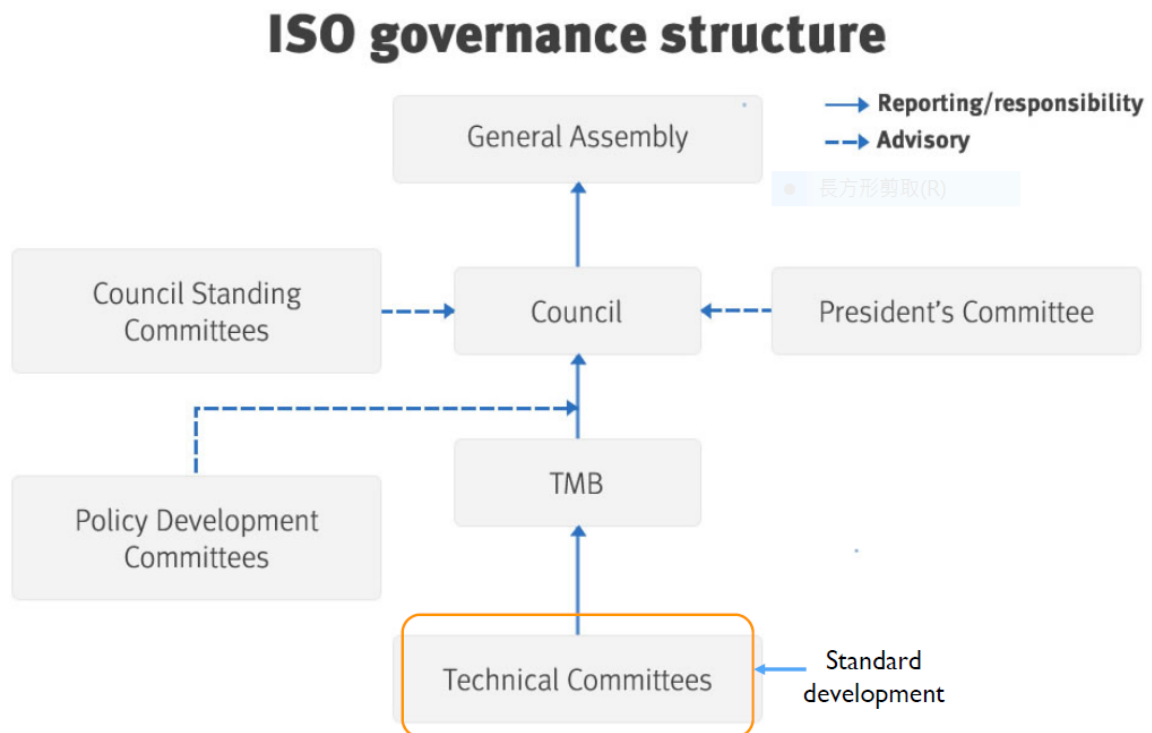 ISO governance structure
General Assembly
Reporting/responsibility
Advisory
長方形剪取(R)
Council Standing
Committees
Council
President's Committee
TMB
Policy Development
Committees
Technical Committees
Standard
development